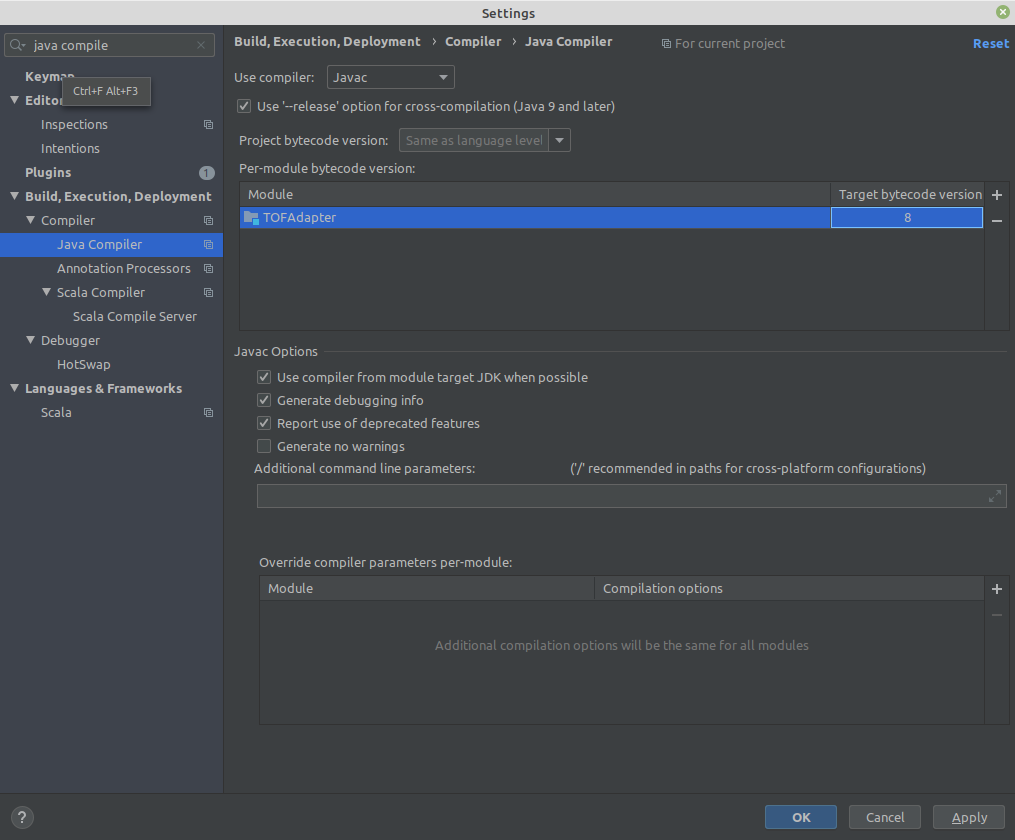 Settings
java compile
Keymap
Ctrl+F Alt+F3
Editor
Inspections
Intentions
Plugins
1
Build, Execution, Deployment
Compiler
Java Compiler
Annotation Processors
Scala Compiler
Scala Compile Server
Debugger
HotSwap
Languages & Frameworks
Scala
Build, Execution, Deployment › Compiler › Java Compiler
For current project
Reset
Use compiler: Javac
Use '--release' option for cross-compilation (Java 9 and later)
Project bytecode version: Same as language level
Per-module bytecode version:
Module Target bytecode version
TOFAdapter 8
Javac Options
Use compiler from module target JDK when possible
Generate debugging info
Report use of deprecated features
Generate no warnings
Additional command line parameters: ('/' recommended in paths for cross-platform configurations)
Override compiler parameters per-module:
Module Compilation options
Additional compilation options will be the same for all modules
?
OK Cancel Apply